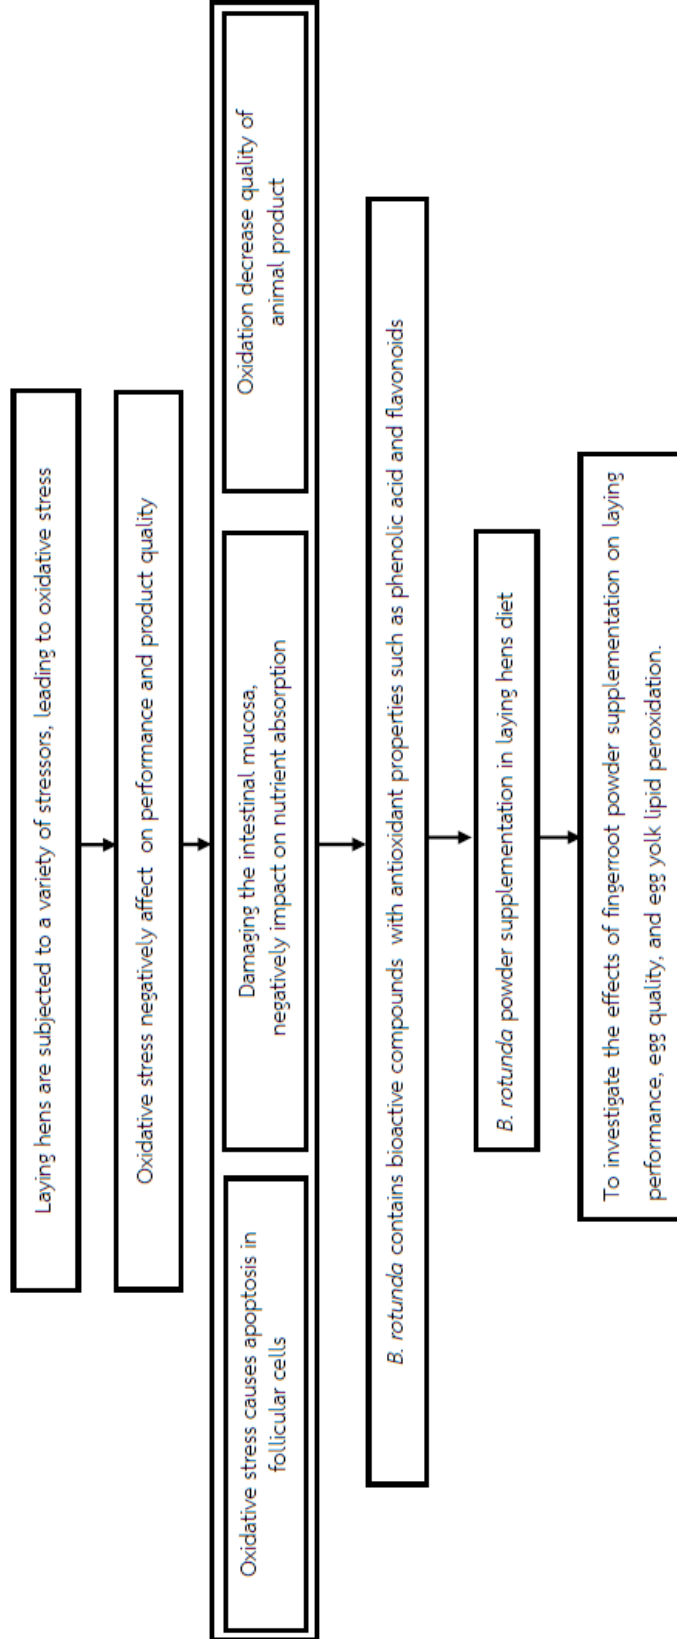 Laying hens are subjected to a variety of stressors, leading to oxidative stress
Oxidative stress negatively affect on performance and product quality
Oxidative stress causes apoptosis in
follicular cells
Damaging the intestinal mucosa,
negatively impact on nutrient absorption
Oxidation decrease quality of
animal product
B. rotunda contains bioactive compounds with antioxidant properties such as phenolic acid and flavonoids
B. rotunda powder supplementation in laying hens diet
To investigate the effects of fingerroot powder supplementation on laying
performance, egg quality, and egg yolk lipid peroxidation.